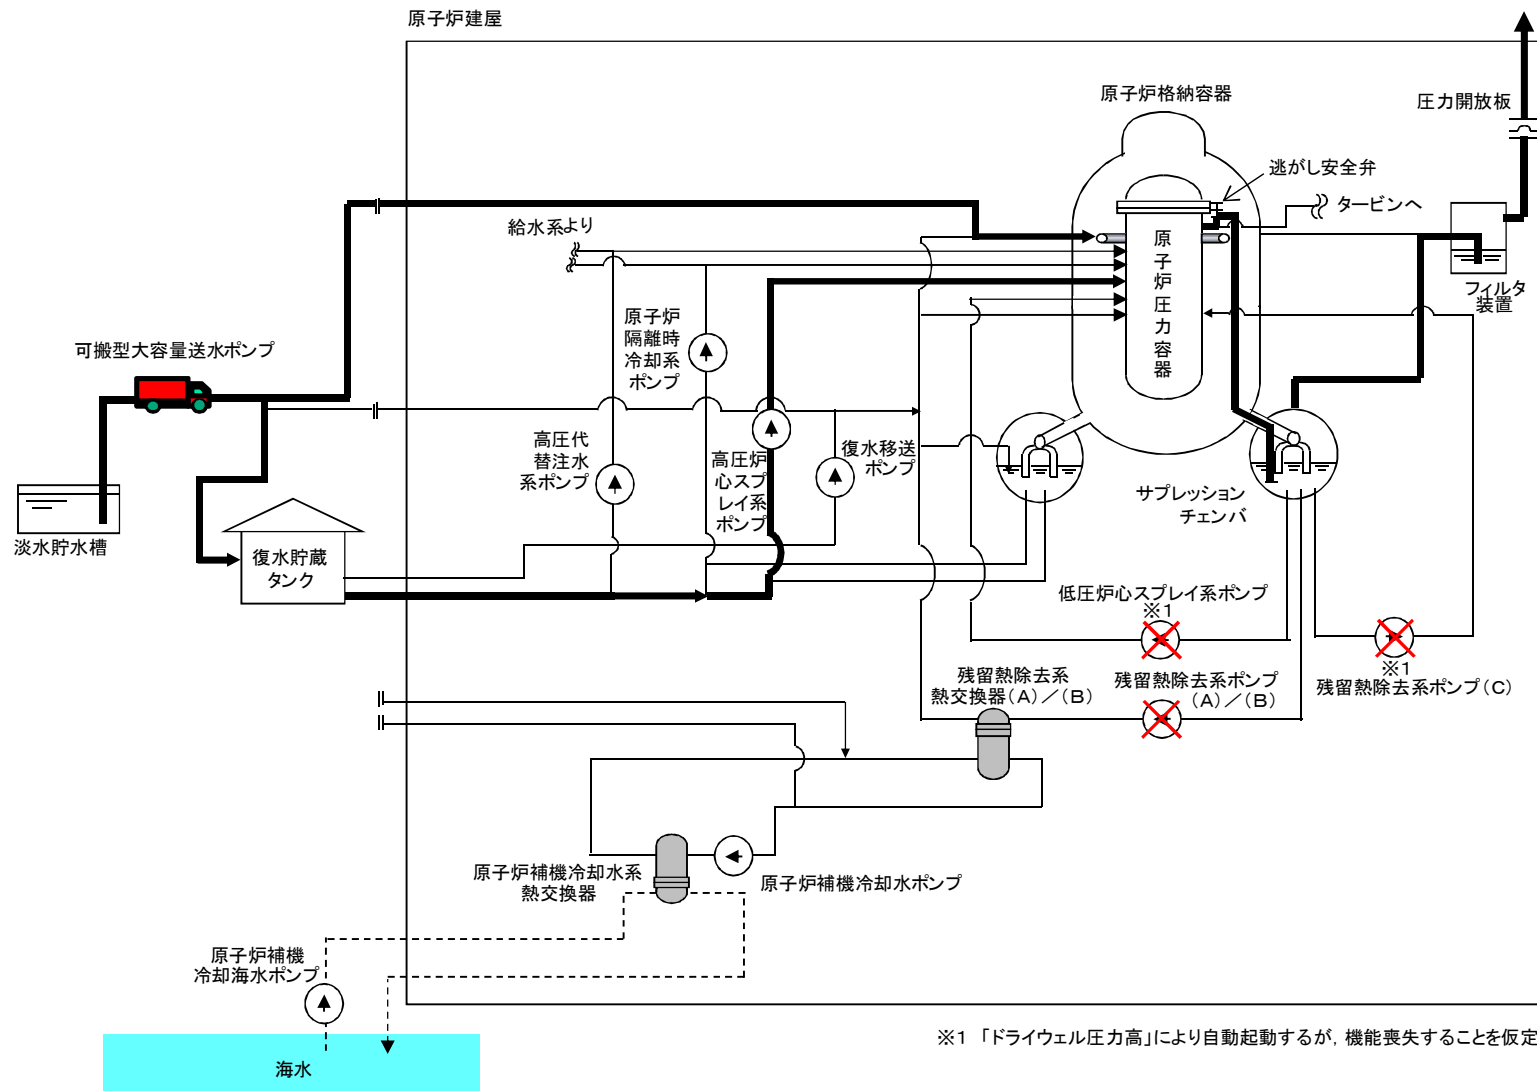 原子炉建屋
原子炉格納容器
圧力開放板
逃がし安全弁
タービンへ
給水系より
原子炉圧力容器
フィルタ
装置
原子炉
隔離時
冷却系
ポンプ
可搬型大容量送水ポンプ
高圧代
替注水
系ポンプ
高圧炉
心スプ
レイ系
ポンプ
復水移送
ポンプ
サプレッション
チェンバ
淡水貯水槽
復水貯蔵
タンク
低圧炉心スプレイ系ポンプ
※1
※1
残留熱除去系ポンプ(C)
残留熱除去系
熱交換器(A)/(B)
残留熱除去系ポンプ
(A)/(B)
原子炉補機冷却水系
熱交換器
原子炉補機冷却水ポンプ
原子炉補機
冷却海水ポンプ
海水
※1 「ドライウェル圧力高」により自動起動するが,機能喪失することを仮定